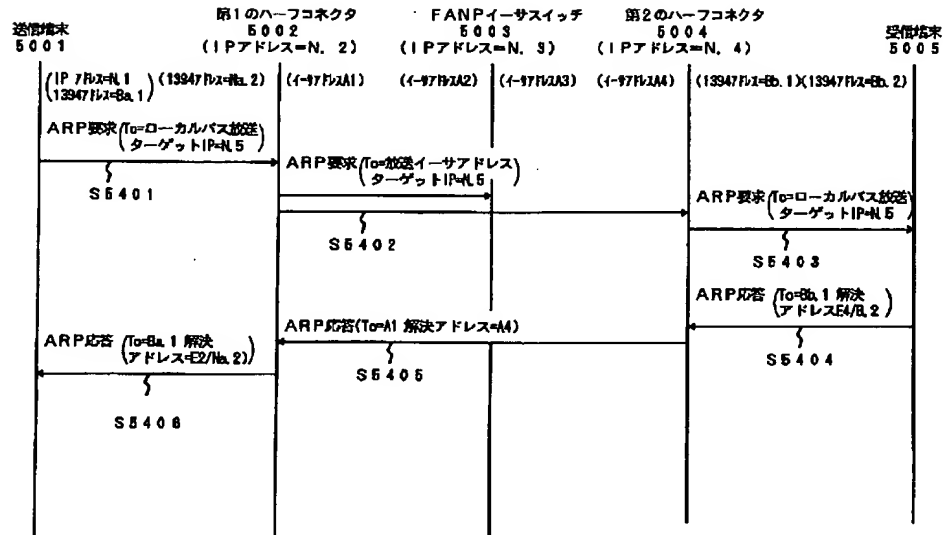 送信端末
5001
第1のハーフコネクタ
5002
(IPアドレス=N. 2)
FANPイーサスイッチ
5003
(IPアドレス=N. 3)
第2のハーフコネクタ
5004
(IPアドレス=N. 4)
受信端末
5005
(IP アドレス=N.1
(1394アドレス=Ba.1)
(1394アドレス=Na.2)
(イーサアドレスA1)
(イーサアドレスA2)
(イーサアドレスA3)
(イーサアドレスA4)
(1394アドレス=Bb.1)
(1394アドレス=Bb.2)
ARP要求(To=ローカルバス放送
ターゲットIP=N.5
S5401
ARP要求(To=放送イーサアドレス)
ターゲットIP=N.5
S5402
ARP要求(To=ローカルバス放送)
ターゲットIP=N.5
S5403
ARP応答(To=Bb.1 解決
アドレスE4/B.2)
S5404
ARP応答(To=A1 解決アドレス=A4)
S5405
ARP応答(To=Ba.1 解決
アドレス=E2/Na.2)
S5406